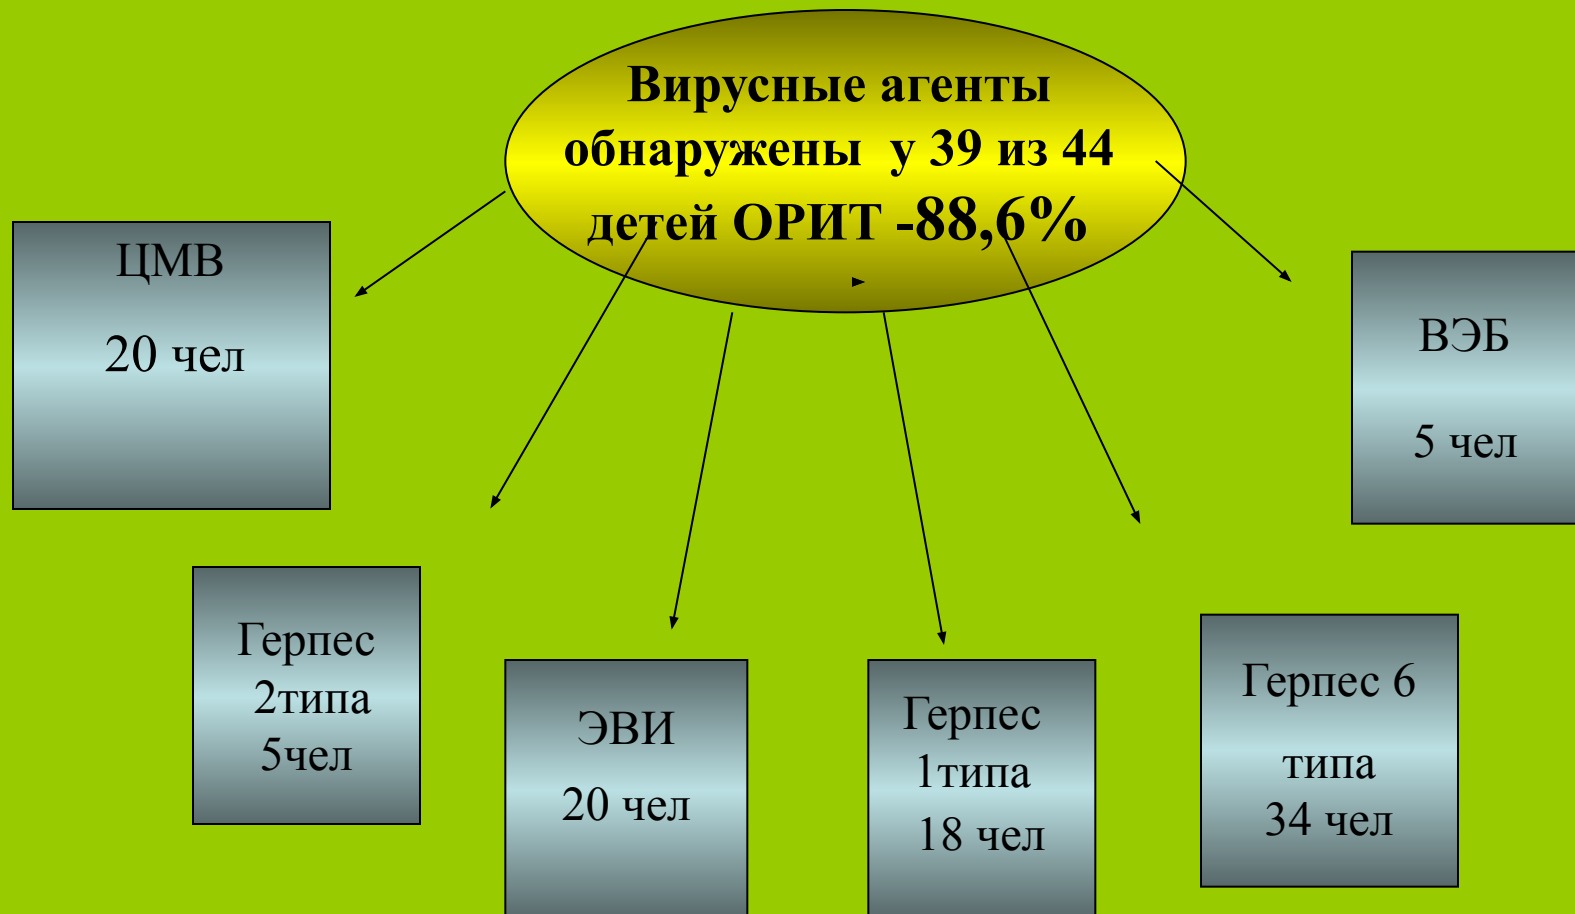 Вирусные агенты
обнаружены у 39 из 44
детей ОРИТ -88,6%
ЦМВ
20 чел
ВЭБ
5 чел
Герпес
2типа
5чел
ЭВИ
20 чел
Герпес
1типа
18 чел
Герпес 6
типа
34 чел